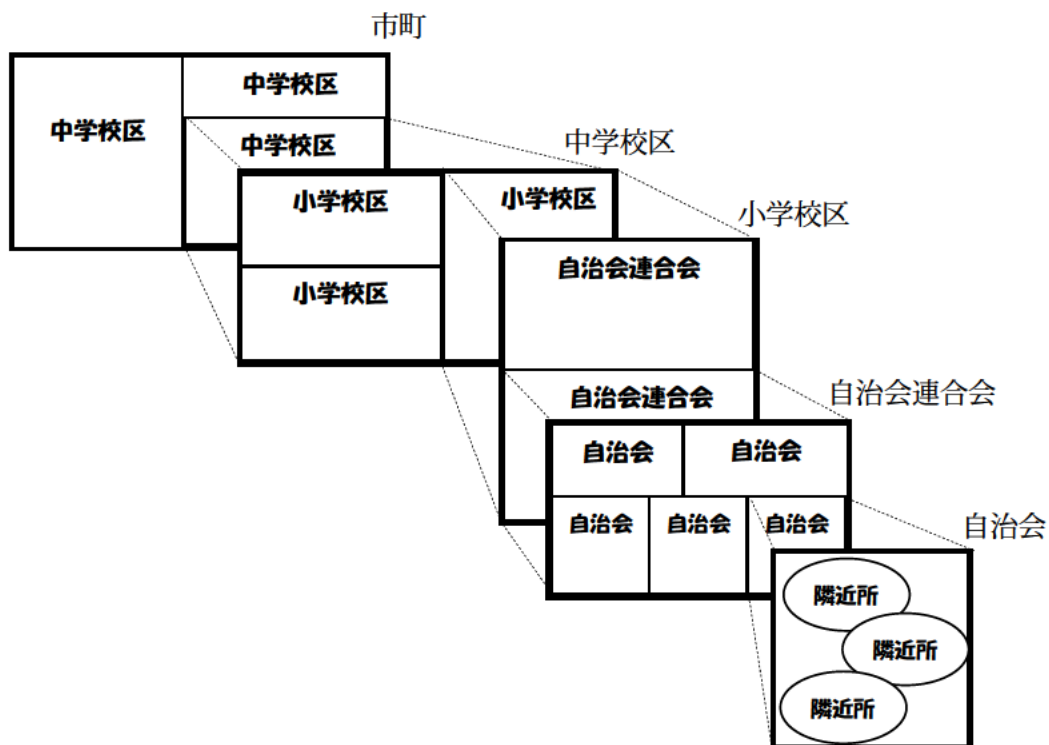 市町
中学校区
中学校区
中学校区
中学校区
小学校区
小学校区
小学校区
小学校区
自治会連合会
自治会連合会
自治会連合会
自治会
自治会
自治会
自治会
自治会
自治会
隣近所
隣近所
隣近所